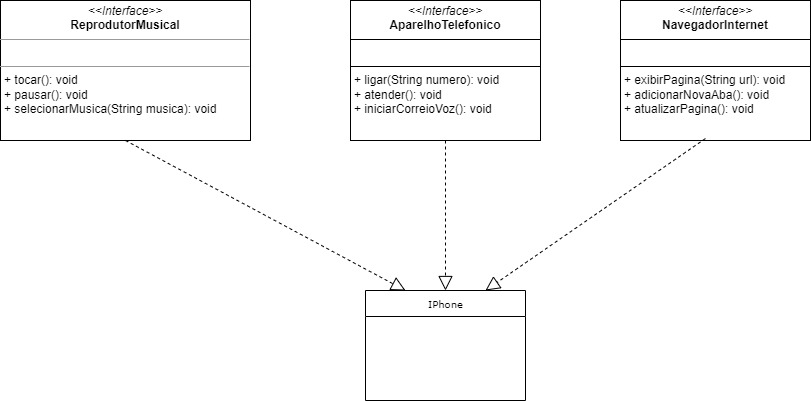 <<Interface>>
ReprodutorMusical
+ tocar(): void
+ pausar(): void
+ selecionarMusica(String musica): void
<<Interface>>
AparelhoTelefonico
+ ligar(String numero): void
+ atender(): void
+ iniciarCorreioVoz(): void
<<Interface>>
NavegadorInternet
+ exibirPagina(String url): void
+ adicionarNovaAba(): void
+ atualizarPagina(): void
IPhone